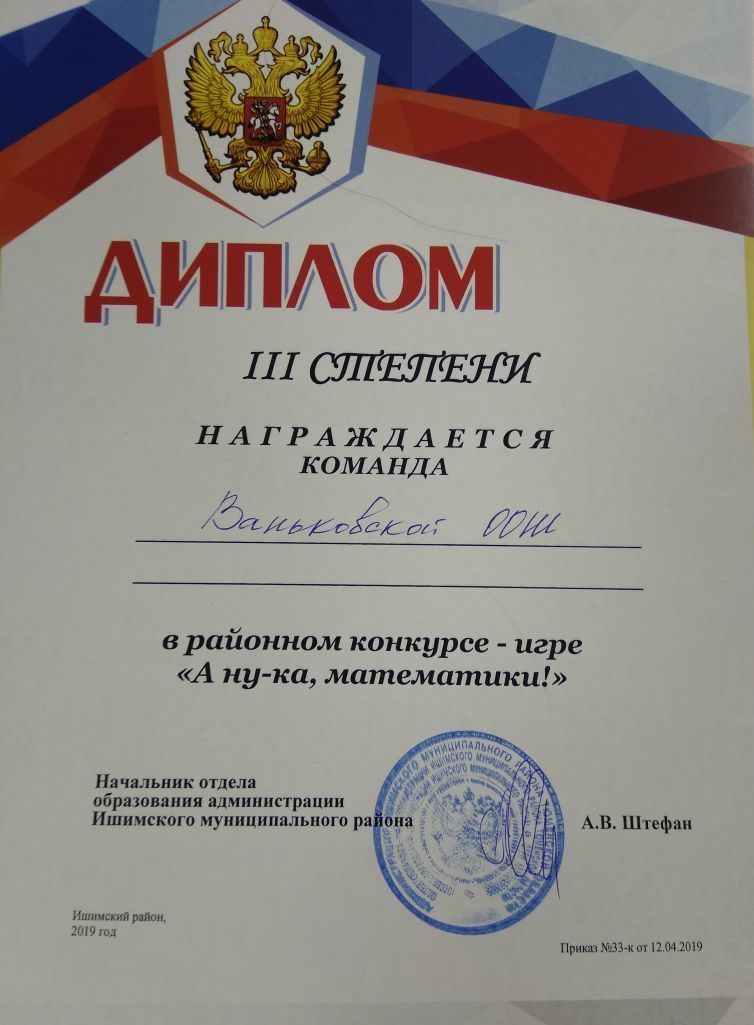 ДИПЛОМ
III СТЕПЕНИ
НАГРАЖДАЕТСЯ
КОМАНДА
Ваньковской ООШ
в районном конкурсе - игре
«А ну-ка, математики!»
Начальник отдела
образования администрации
Ишимского муниципального района
А.В. Штефан
Ишимский район,
2019 год
Приказ №33-к от 12.04.2019